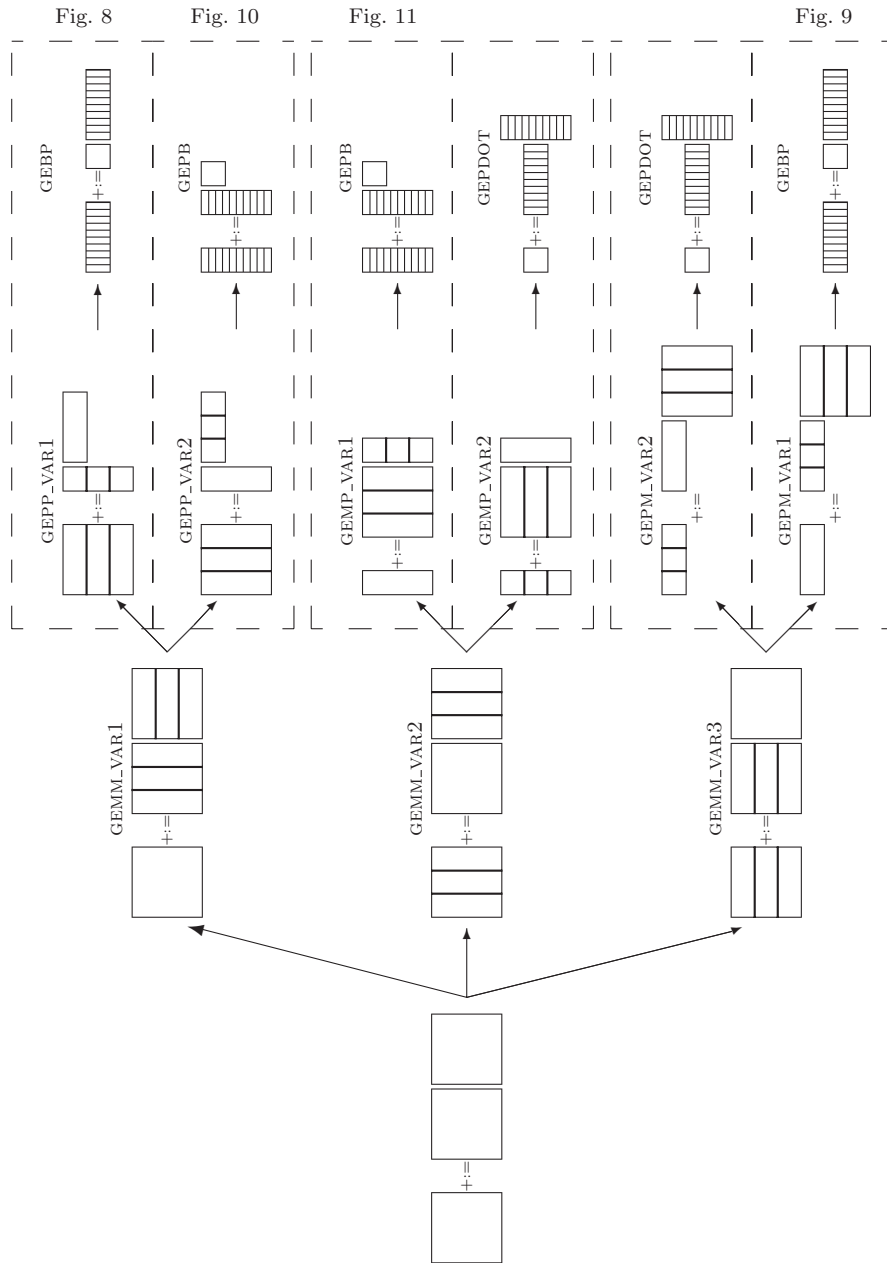 Fig. 8
Fig. 10
Fig. 11
Fig. 9
GEBP
+:=
GEPB
+:=
GEPB
+:=
GEPDOT
+:=
GEPDOT
+:=
GEBP
+:=
GEPP_VAR1
+:=
GEPP_VAR2
+:=
GEMP_VAR1
+:=
GEMP_VAR2
+:=
GEPM_VAR2
+:=
GEPM_VAR1
+:=
GEMM_VAR1
+:=
GEMM_VAR2
+:=
GEMM_VAR3
+:=
+:=